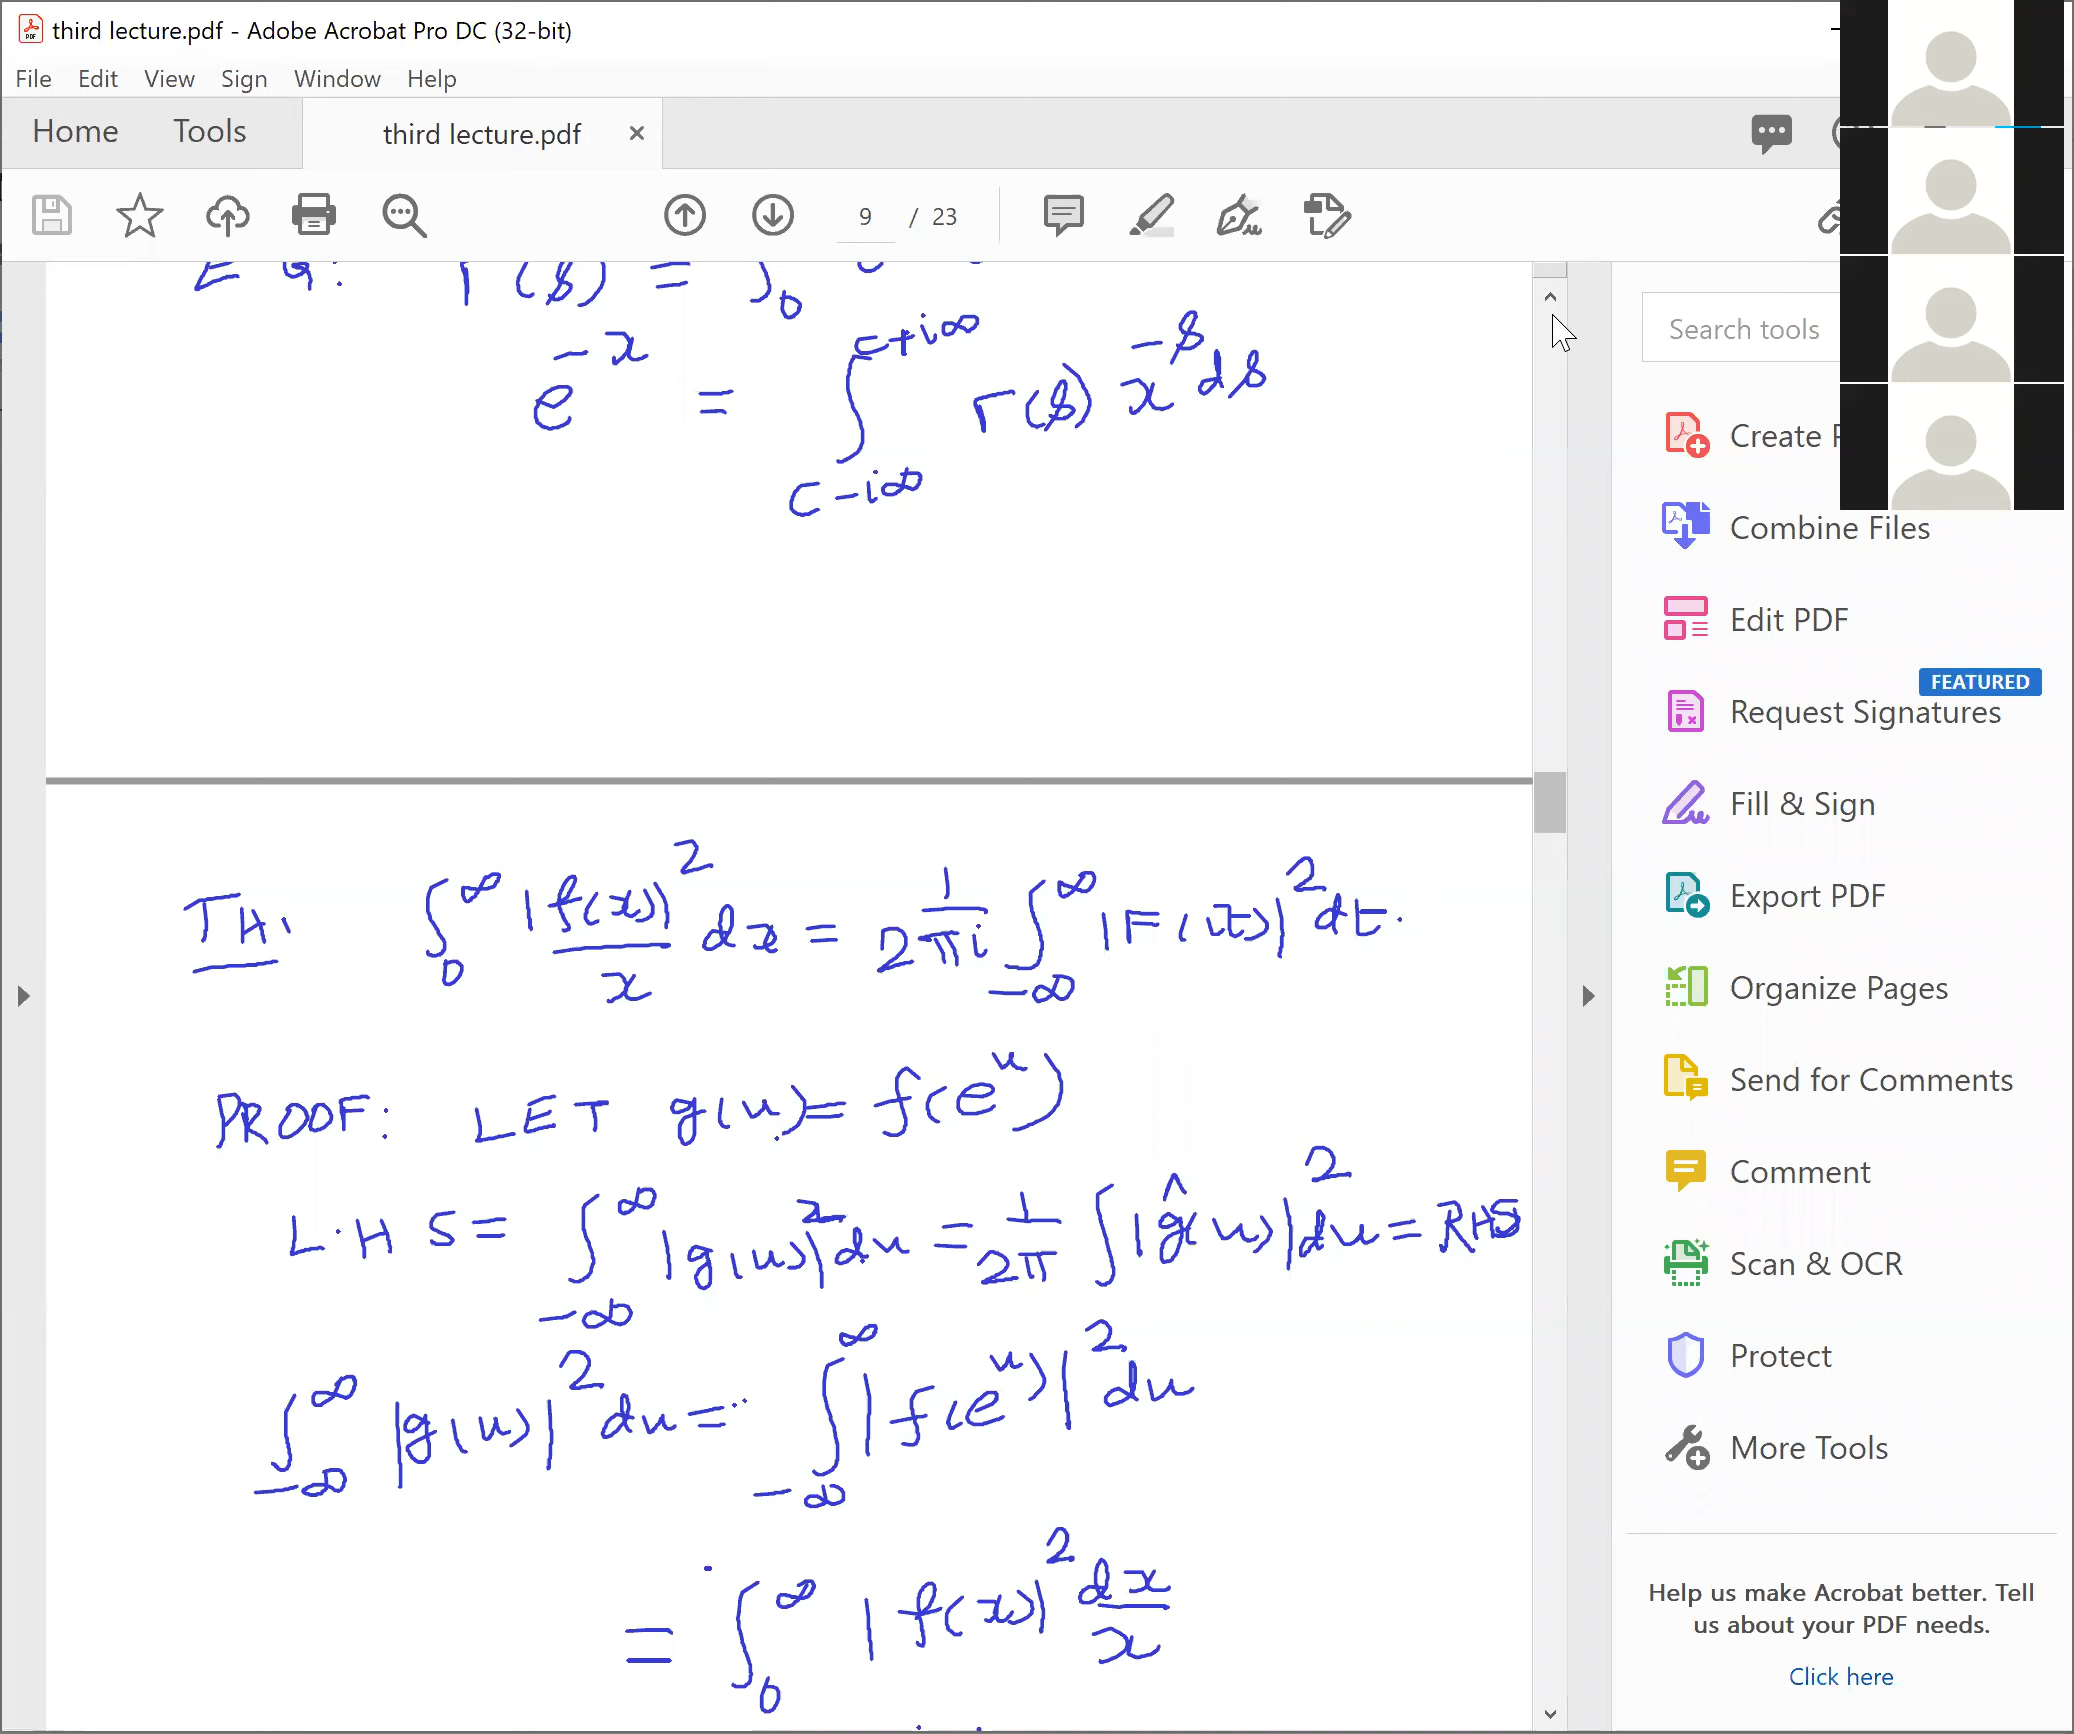 third lecture.pdf - Adobe Acrobat Pro DC (32-bit)
File Edit View Sign Window Help
Home Tools third lecture.pdf ×
9 / 23
Γ(s) = ∫_0
e^{-x} = ∫_{c-i∞}^{c+i∞} Γ(s) x^{-s} ds
TH. ∫_0^∞ |f(x)|^2 / x dx = 1/(2πi) ∫_{-∞}^∞ |F(it)|^2 dt.
PROOF: LET g(u) = f(e^u)
L.H S = ∫_{-∞}^∞ |g(u)|^2 du = 1/(2π) ∫ |ĝ(u)|^2 du = RHS
∫_{-∞}^∞ |g(u)|^2 du = ∫_{-∞}^∞ |f(e^u)|^2 du
= ∫_0^∞ |f(x)|^2 dx/x
Search tools
Create
Combine Files
Edit PDF
FEATURED
Request Signatures
Fill & Sign
Export PDF
Organize Pages
Send for Comments
Comment
Scan & OCR
Protect
More Tools
Help us make Acrobat better. Tell
us about your PDF needs.
Click here